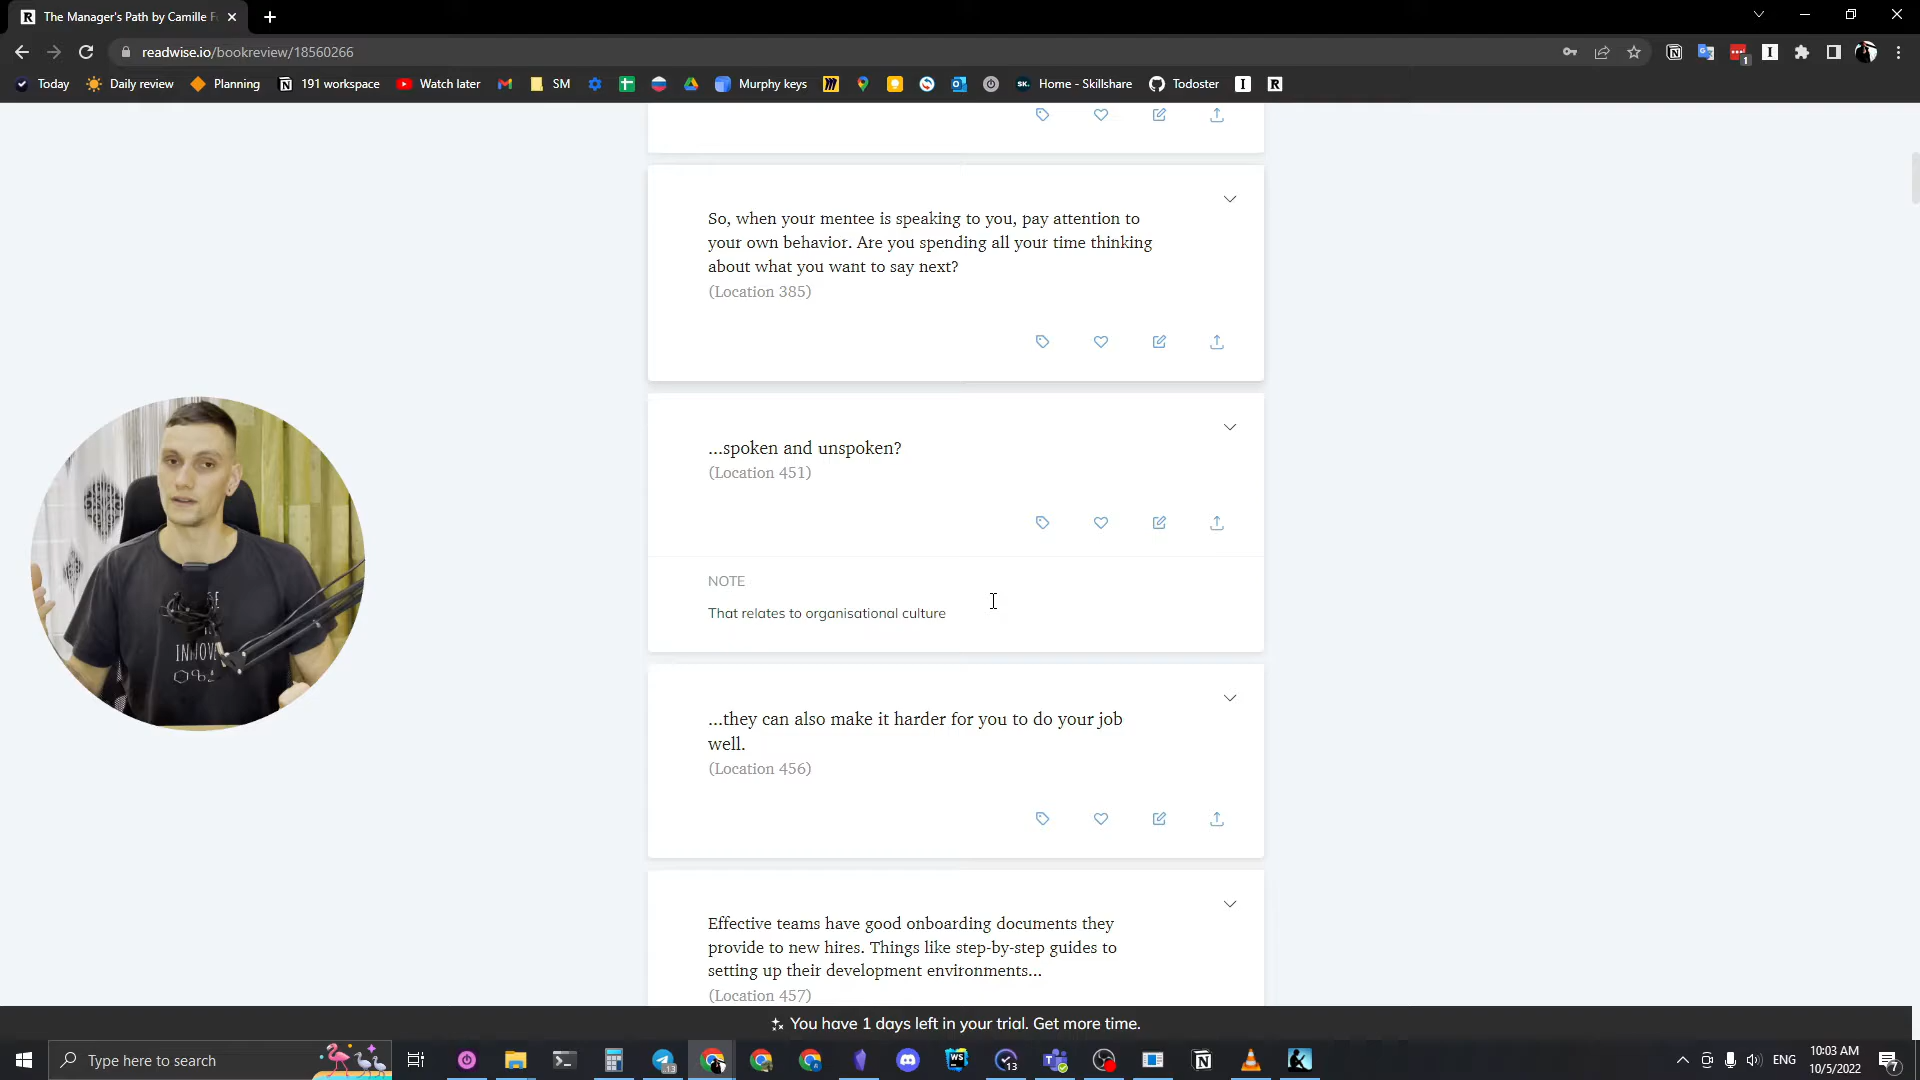 The Manager's Path by Camille F
readwise.io/bookreview/18560266
1
Today
Daily review
Planning
191 workspace
Watch later
SM
Murphy keys
Home - Skillshare
Todoster
So, when your mentee is speaking to you, pay attention to
your own behavior. Are you spending all your time thinking
about what you want to say next?
(Location 385)
...spoken and unspoken?
(Location 451)
NOTE
That relates to organisational culture
...they can also make it harder for you to do your job
well.
(Location 456)
Effective teams have good onboarding documents they
provide to new hires. Things like step-by-step guides to
setting up their development environments...
(Location 457)
You have 1 days left in your trial. Get more time.
Type here to search
13
13
ENG
10:03 AM
10/5/2022
7